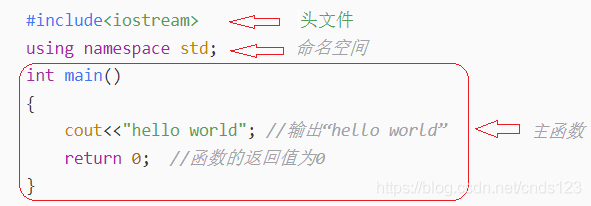 #include<iostream> 头文件
using namespace std; 命名空间
int main()
{
cout<<"hello world"; //输出“hello world”
return 0; //函数的返回值为0
主函数
}
https://blog.csdn.net/cnds123